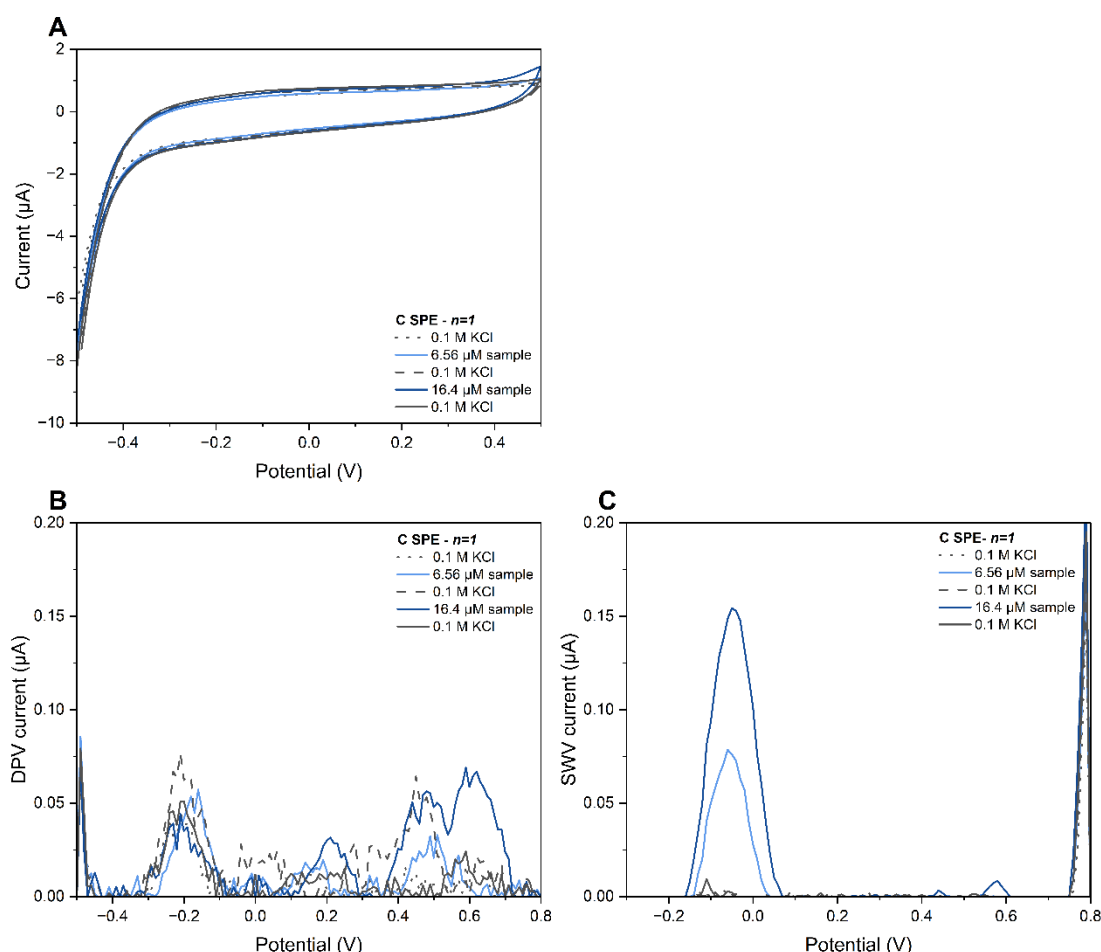 A
2
0
−2
−4
−6
−8
−10
Current (µA)
C SPE - n=1
0.1 M KCl
6.56 µM sample
0.1 M KCl
16.4 µM sample
0.1 M KCl
−0.4 −0.2 0.0 0.2 0.4
Potential (V)
B
0.20
0.15
0.10
0.05
0.00
DPV current (µA)
C SPE - n=1
0.1 M KCl
6.56 µM sample
0.1 M KCl
16.4 µM sample
0.1 M KCl
−0.4 −0.2 0.0 0.2 0.4 0.6 0.8
Potential (V)
C
0.20
0.15
0.10
0.05
0.00
SWV current (µA)
C SPE- n=1
0.1 M KCl
6.56 µM sample
0.1 M KCl
16.4 µM sample
0.1 M KCl
−0.2 0.0 0.2 0.4 0.6 0.8
Potential (V)